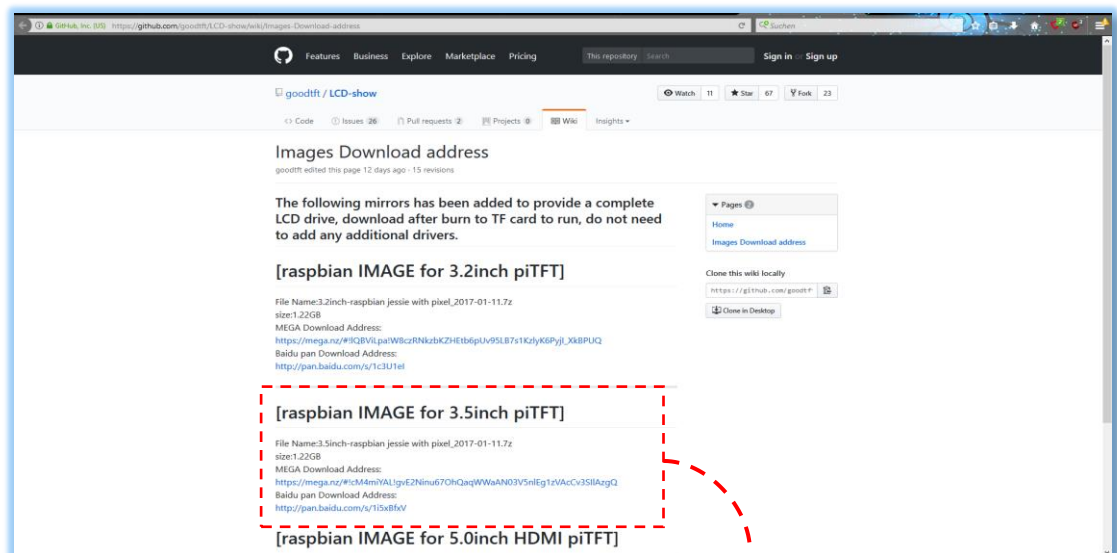 GitHub, Inc. (US) https://github.com/goodtft/LCD-show/wiki/Images-Download-address
Suchen
Features Business Explore Marketplace Pricing This repository Search Sign in or Sign up
goodtft / LCD-show
Watch 11 Star 67 Fork 23
<> Code Issues 26 Pull requests 2 Projects 0 Wiki Insights
Images Download address
goodtft edited this page 12 days ago · 15 revisions
The following mirrors has been added to provide a complete
LCD drive, download after burn to TF card to run, do not need
to add any additional drivers.
Pages 2
Home
Images Download address
Clone this wiki locally
https://github.com/goodtf
Clone in Desktop
[raspbian IMAGE for 3.2inch piTFT]
File Name:3.2inch-raspbian jessie with pixel_2017-01-11.7z
size:1.22GB
MEGA Download Address:
Baidu pan Download Address:
http://pan.baidu.com/s/1c3U1eI
[raspbian IMAGE for 3.5inch piTFT]
File Name:3.5inch-raspbian jessie with pixel_2017-01-11.7z
size:1.22GB
MEGA Download Address:
Baidu pan Download Address:
http://pan.baidu.com/s/1i5xBfxV
[raspbian IMAGE for 5.0inch HDMI piTFT]